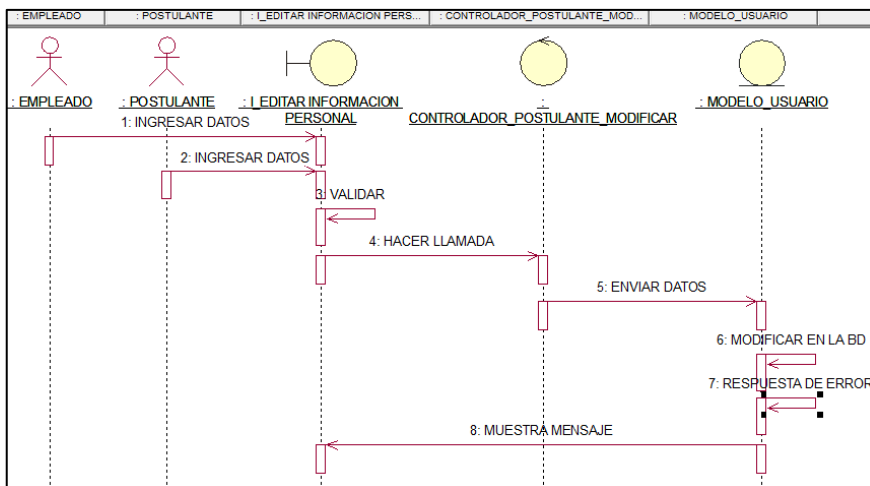 : EMPLEADO
: POSTULANTE
: I_EDITAR INFORMACION PERS...
: CONTROLADOR_POSTULANTE_MOD...
: MODELO_USUARIO
: EMPLEADO
: POSTULANTE
: I_EDITAR INFORMACION
PERSONAL
:
CONTROLADOR_POSTULANTE_MODIFICAR
: MODELO_USUARIO
1: INGRESAR DATOS
2: INGRESAR DATOS
3: VALIDAR
4: HACER LLAMADA
5: ENVIAR DATOS
6: MODIFICAR EN LA BD
7: RESPUESTA DE ERROR
8: MUESTRA MENSAJE